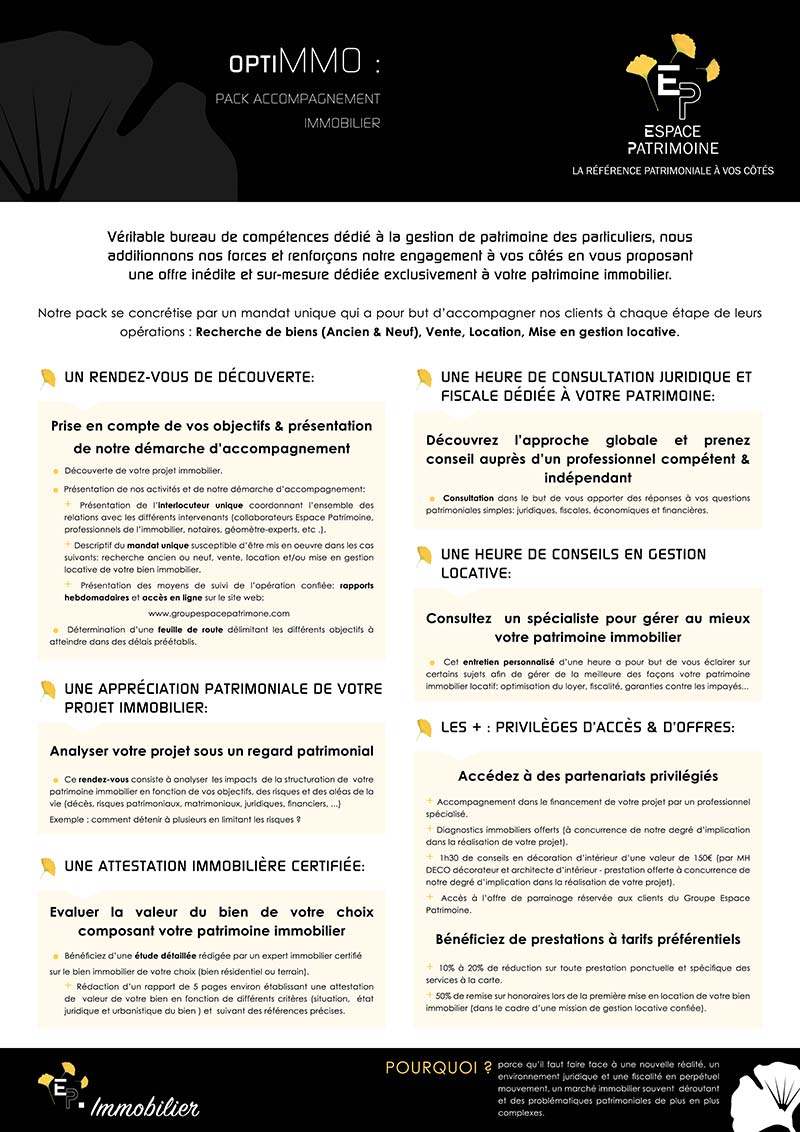 OPTIMMO :
PACK ACCOMPAGNEMENT
IMMOBILIER
EP
ESPACE
PATRIMOINE
LA RÉFÉRENCE PATRIMONIALE À VOS CÔTÉS
Véritable bureau de compétences dédié à la gestion de patrimoine des particuliers, nous
additionnons nos forces et renforçons notre engagement à vos côtés en vous proposant
une offre inédite et sur-mesure dédiée exclusivement à votre patrimoine immobilier.
Notre pack se concrétise par un mandat unique qui a pour but d'accompagner nos clients à chaque étape de leurs
opérations : Recherche de biens (Ancien & Neuf), Vente, Location, Mise en gestion locative.
UN RENDEZ-VOUS DE DÉCOUVERTE:
Prise en compte de vos objectifs & présentation
de notre démarche d'accompagnement
Découverte de votre projet immobilier.
Présentation de nos activités et de notre démarche d'accompagnement:
+ Présentation de l'interlocuteur unique coordonnant l'ensemble des
relations avec les différents intervenants (collaborateurs Espace Patrimoine,
professionnels de l'immobilier, notaires, géomètre-experts, etc .).
+ Descriptif du mandat unique susceptible d'être mis en oeuvre dans les cas
suivants: recherche ancien ou neuf, vente, location et/ou mise en gestion
locative de votre bien immobilier.
+ Présentation des moyens de suivi de l'opération confiée: rapports
hebdomadaires et accès en ligne sur le site web:
www.groupespacepatrimone.com
Détermination d'une feuille de route délimitant les différents objectifs à
atteindre dans des délais préétablis.
UNE APPRÉCIATION PATRIMONIALE DE VOTRE
PROJET IMMOBILIER:
Analyser votre projet sous un regard patrimonial
Ce rendez-vous consiste à analyser les impacts de la structuration de votre
patrimoine immobilier en fonction de vos objectifs, des risques et des aléas de la
vie (décès, risques patrimoniaux, matrimoniaux, juridiques, financiers, ...)
Exemple : comment détenir à plusieurs en limitant les risques ?
UNE ATTESTATION IMMOBILIÈRE CERTIFIÉE:
Evaluer la valeur du bien de votre choix
composant votre patrimoine immobilier
Bénéficiez d'une étude détaillée rédigée par un expert immobilier certifié
sur le bien immobilier de votre choix (bien résidentiel ou terrain).
+ Rédaction d'un rapport de 5 pages environ établissant une attestation
de valeur de votre bien en fonction de différents critères (situation, état
juridique et urbanistique du bien ) et suivant des références précises.
UNE HEURE DE CONSULTATION JURIDIQUE ET
FISCALE DÉDIÉE À VOTRE PATRIMOINE:
Découvrez l'approche globale et prenez
conseil auprès d'un professionnel compétent &
indépendant
Consultation dans le but de vous apporter des réponses à vos questions
patrimoniales simples: juridiques, fiscales, économiques et financières.
UNE HEURE DE CONSEILS EN GESTION
LOCATIVE:
Consultez un spécialiste pour gérer au mieux
votre patrimoine immobilier
Cet entretien personnalisé d'une heure a pour but de vous éclairer sur
certains sujets afin de gérer de la meilleure des façons votre patrimoine
immobilier locatif: optimisation du loyer, fiscalité, garanties contre les impayés...
LES + : PRIVILÈGES D'ACCÈS & D'OFFRES:
Accédez à des partenariats privilégiés
+ Accompagnement dans le financement de votre projet par un professionnel
spécialisé.
+ Diagnostics immobiliers offerts (à concurrence de notre degré d'implication
dans la réalisation de votre projet).
+ 1h30 de conseils en décoration d'intérieur d'une valeur de 150€ (par MH
DECO décorateur et architecte d'intérieur - prestation offerte à concurrence de
notre degré d'implication dans la réalisation de votre projet).
+ Accès à l'offre de parrainage réservée aux clients du Groupe Espace
Patrimoine.
Bénéficiez de prestations à tarifs préférentiels
+ 10% à 20% de réduction sur toute prestation ponctuelle et spécifique des
services à la carte.
+ 50% de remise sur honoraires lors de la première mise en location de votre bien
immobilier (dans le cadre d'une mission de gestion locative confiée).
EP. Immobilier
POURQUOI ? parce qu'il faut faire face à une nouvelle réalité, un
environnement juridique et une fiscalité en perpétuel
mouvement, un marché immobilier souvent déroutant
et des problématiques patrimoniales de plus en plus
complexes.